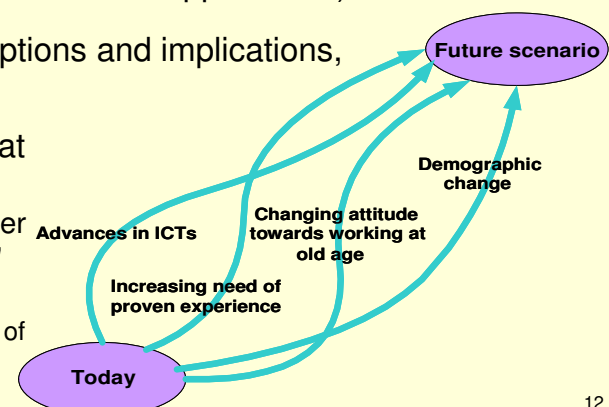 ptions and implications,
Future scenario
at
Demographic
change
er
Advances in ICTs
Changing attitude
towards working at
old age
Increasing need of
proven experience
of
Today
12